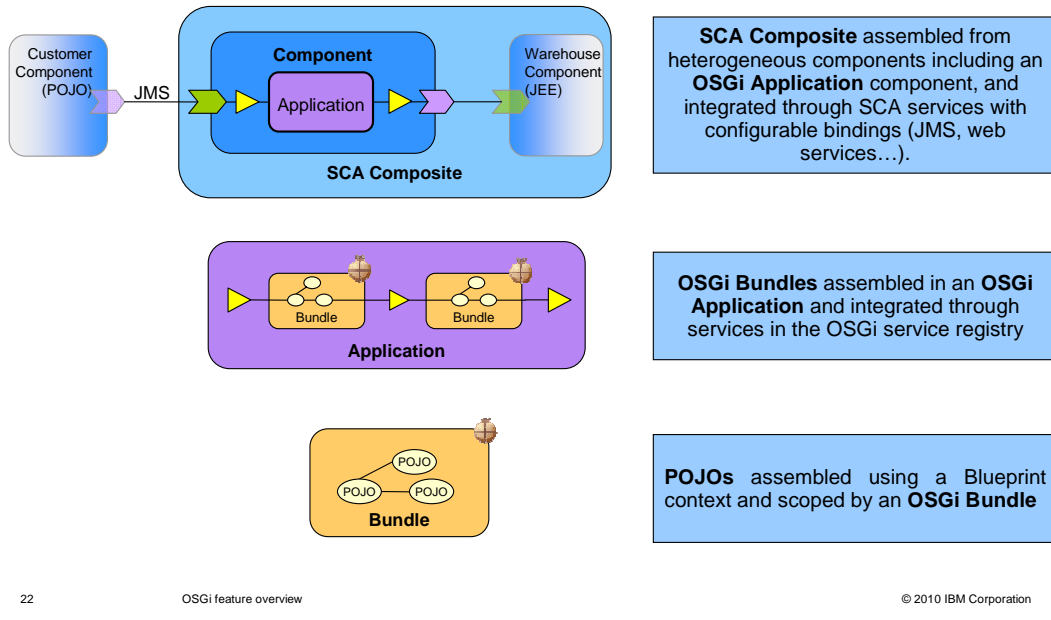 Customer
Component
(POJO)
JMS
Component
Application
SCA Composite
Warehouse
Component
(JEE)
SCA Composite assembled from
heterogeneous components including an
OSGi Application component, and
integrated through SCA services with
configurable bindings (JMS, web
services…).
Bundle
Bundle
Application
OSGi Bundles assembled in an OSGi
Application and integrated through
services in the OSGi service registry
POJO
POJO
POJO
Bundle
POJOs assembled using a Blueprint
context and scoped by an OSGi Bundle
22
OSGi feature overview
© 2010 IBM Corporation